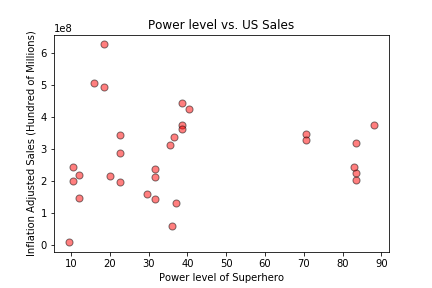 Power level vs. US Sales
1e8
Inflation Adjusted Sales (Hundred of Millions)
6
5
4
3
2
1
0
10 20 30 40 50 60 70 80 90
Power level of Superhero